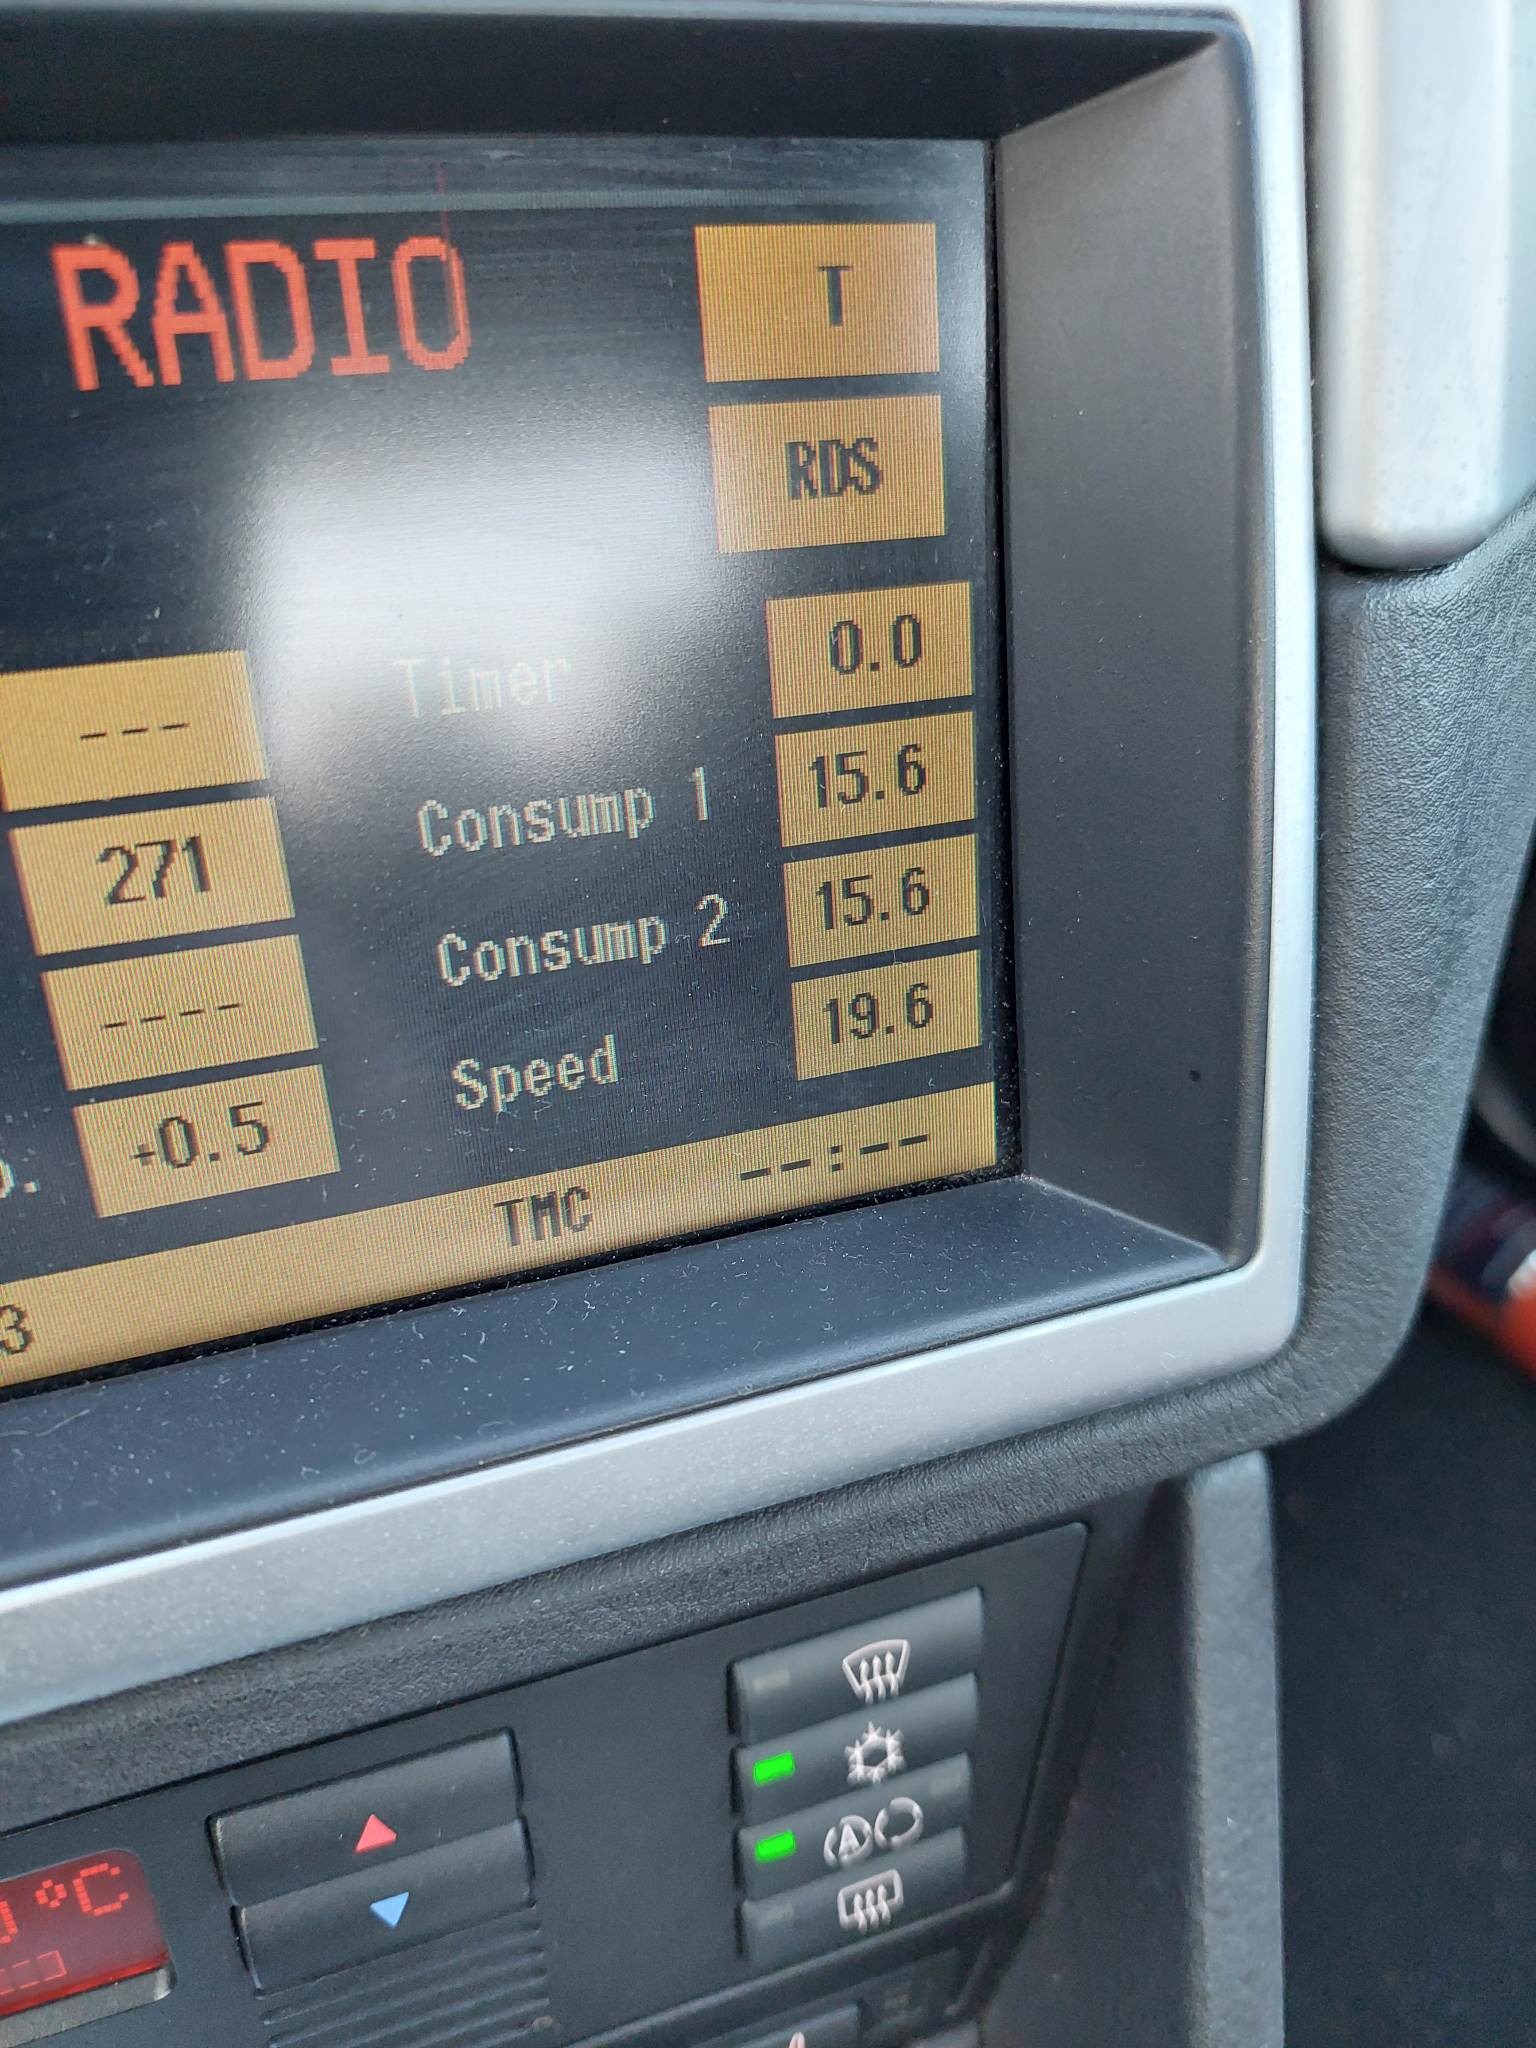 RADIO T
RDS
--- Timer 0.0
271 Consump 1 15.6
---- Consump 2 15.6
+0.5 Speed 19.6
3 TMC --:--
°C
A